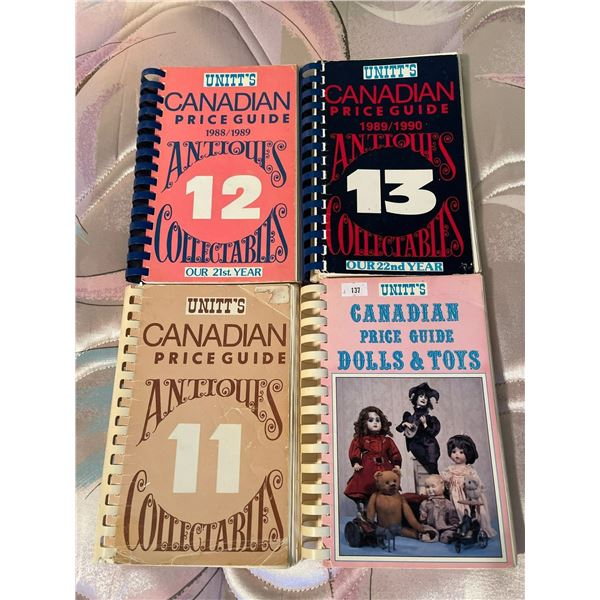 UNITT'S
CANADIAN
PRICE GUIDE
1988/1989
ANTIQUES
12
COLLECTABLES
OUR 21st. YEAR
UNITT'S
CANADIAN
PRICE GUIDE
1989/1990
ANTIQUES
13
COLLECTABLES
OUR 22nd YEAR
UNITT'S
CANADIAN
PRICE GUIDE
ANTIQUES
11
COLLECTABLES
137
UNITT'S
CANADIAN
PRICE GUIDE
DOLLS & TOYS